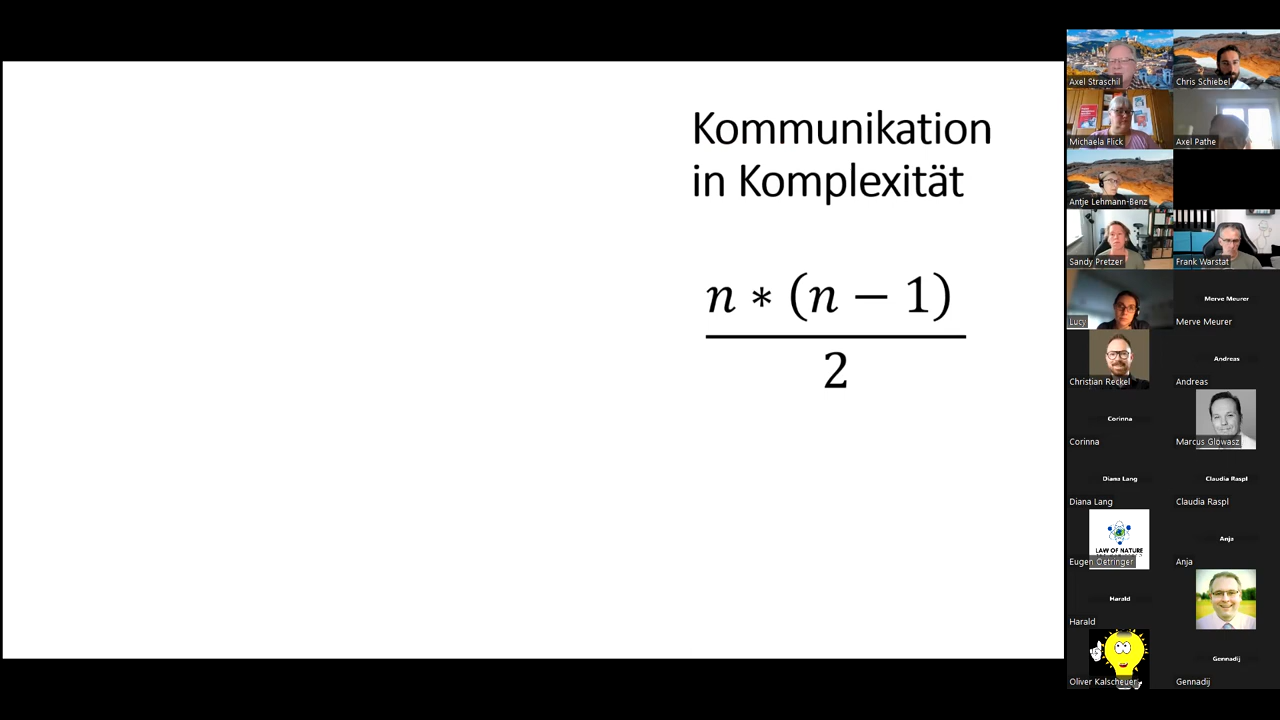 Kommunikation
in Komplexität
n ∗ (n − 1)
2
Axel Straschil
Chris Schiebel
Michaela Flick
Axel Pathe
Antje Lehmann-Benz
Sandy Pretzer
Frank Warstat
Lucy
Merve Meurer
Merve Meurer
Christian Reckel
Andreas
Andreas
Corinna
Corinna
Marcus Glowasz
Diana Lang
Diana Lang
Claudia Raspl
Claudia Raspl
LAW OF NATURE
Eugen Oetringer
Anja
Anja
Harald
Harald
Oliver Kalscheuer
Gennadij
Gennadij